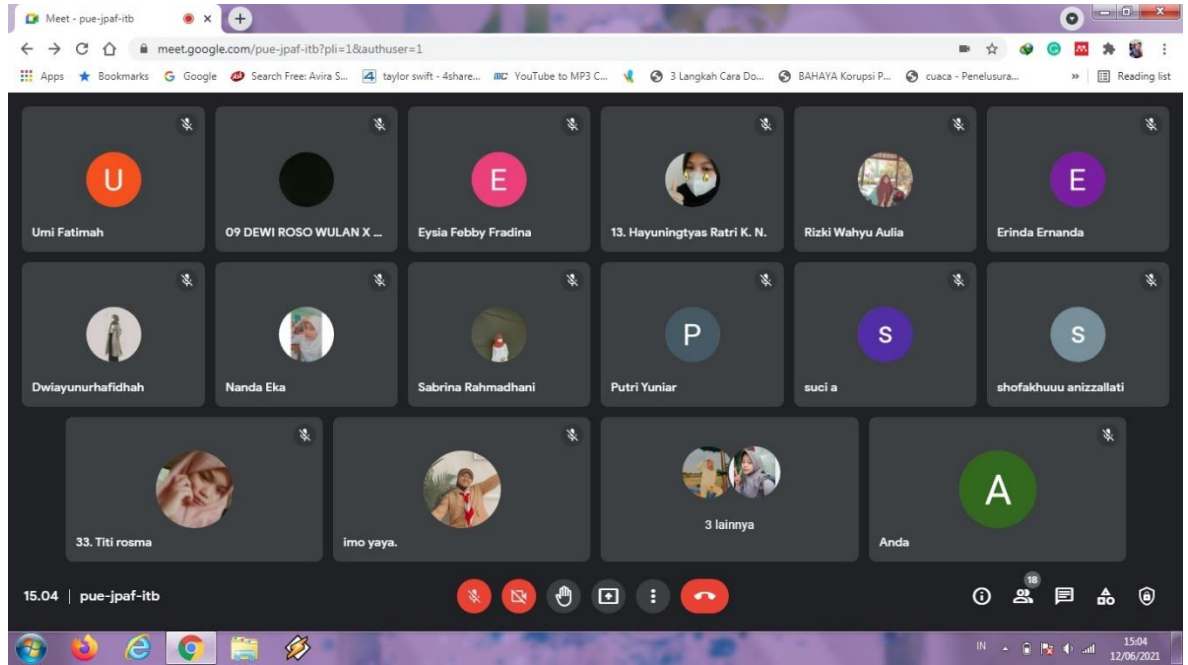 Meet - pue-jpaf-itb
meet.google.com/pue-jpaf-itb?pli=1&authuser=1
Apps Bookmarks Google Search Free: Avira S... taylor swift - 4share... YouTube to MP3 C... 3 Langkah Cara Do... BAHAYA Korupsi P... cuaca - Penelusura... » Reading list
U E E
Umi Fatimah 09 DEWI ROSO WULAN X ... Eysia Febby Fradina 13. Hayuningtyas Ratri K. N. Rizki Wahyu Aulia Erinda Ernanda
P s s
Dwiayunurhafidhah Nanda Eka Sabrina Rahmadhani Putri Yuniar suci a shofakhuuu anizzallati
A
3 lainnya
33. Titi rosma imo yaya. Anda
18
15.04 | pue-jpaf-itb
IN 15:04
12/06/2021